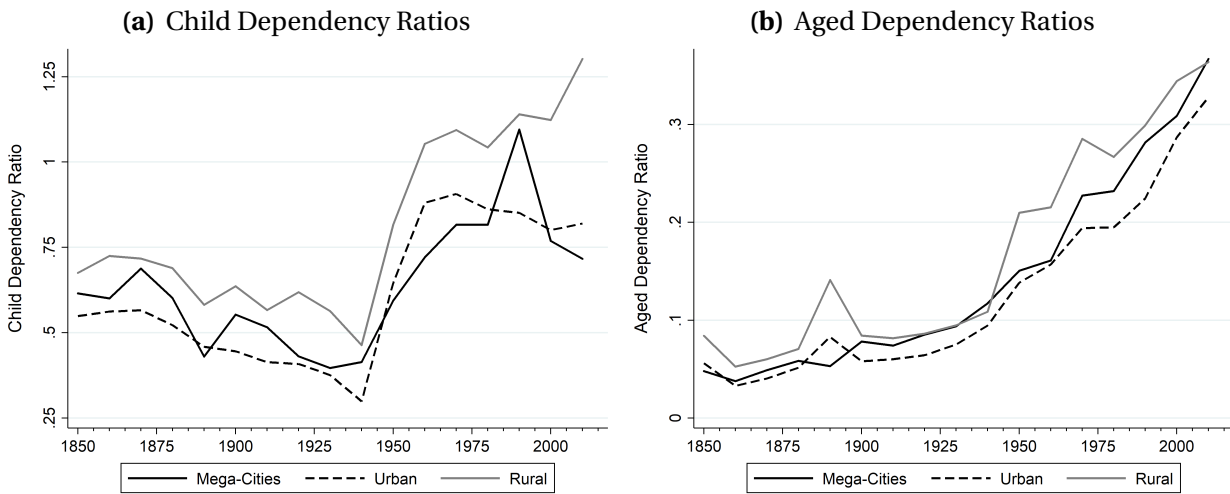 (a) Child Dependency Ratios
Child Dependency Ratio
1.25
1
.75
.5
.25
1850 1875 1900 1925 1950 1975 2000
Mega-Cities Urban Rural
(b) Aged Dependency Ratios
Aged Dependency Ratio
.3
.2
.1
0
1850 1875 1900 1925 1950 1975 2000
Mega-Cities Urban Rural